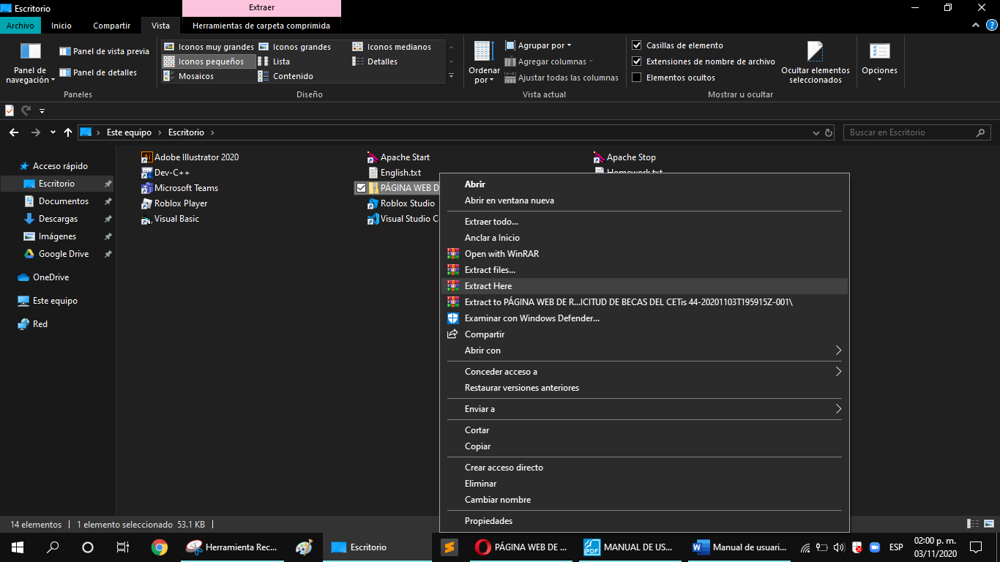 Escritorio
Extraer
Archivo
Inicio
Compartir
Vista
Herramientas de carpeta comprimida
Panel de navegación
Panel de vista previa
Panel de detalles
Paneles
Iconos muy grandes
Iconos grandes
Iconos medianos
Iconos pequeños
Lista
Detalles
Mosaicos
Contenido
Diseño
Ordenar por
Agrupar por
Agregar columnas
Ajustar todas las columnas
Vista actual
Casillas de elemento
Extensiones de nombre de archivo
Elementos ocultos
Ocultar elementos seleccionados
Mostrar u ocultar
Opciones
Este equipo
Escritorio
Buscar en Escritorio
Acceso rápido
Escritorio
Documentos
Descargas
Imágenes
Google Drive
OneDrive
Este equipo
Red
Adobe Illustrator 2020
Dev-C++
Microsoft Teams
Roblox Player
Visual Basic
Apache Start
English.txt
PÁGINA WEB D
Roblox Studio
Visual Studio C
Apache Stop
Homework.txt
Abrir
Abrir en ventana nueva
Extraer todo...
Anclar a Inicio
Open with WinRAR
Extract files...
Extract Here
Extract to PÁGINA WEB DE R...ICITUD DE BECAS DEL CETis 44-20201103T195915Z-001\
Examinar con Windows Defender...
Compartir
Abrir con
Conceder acceso a
Restaurar versiones anteriores
Enviar a
Cortar
Copiar
Crear acceso directo
Eliminar
Cambiar nombre
Propiedades
14 elementos
1 elemento seleccionado 53.1 KB
Herramienta Rec...
Escritorio
PÁGINA WEB DE ...
PDF
MANUAL DE US...
Manual de usuari...
ESP
02:00 p. m.
03/11/2020